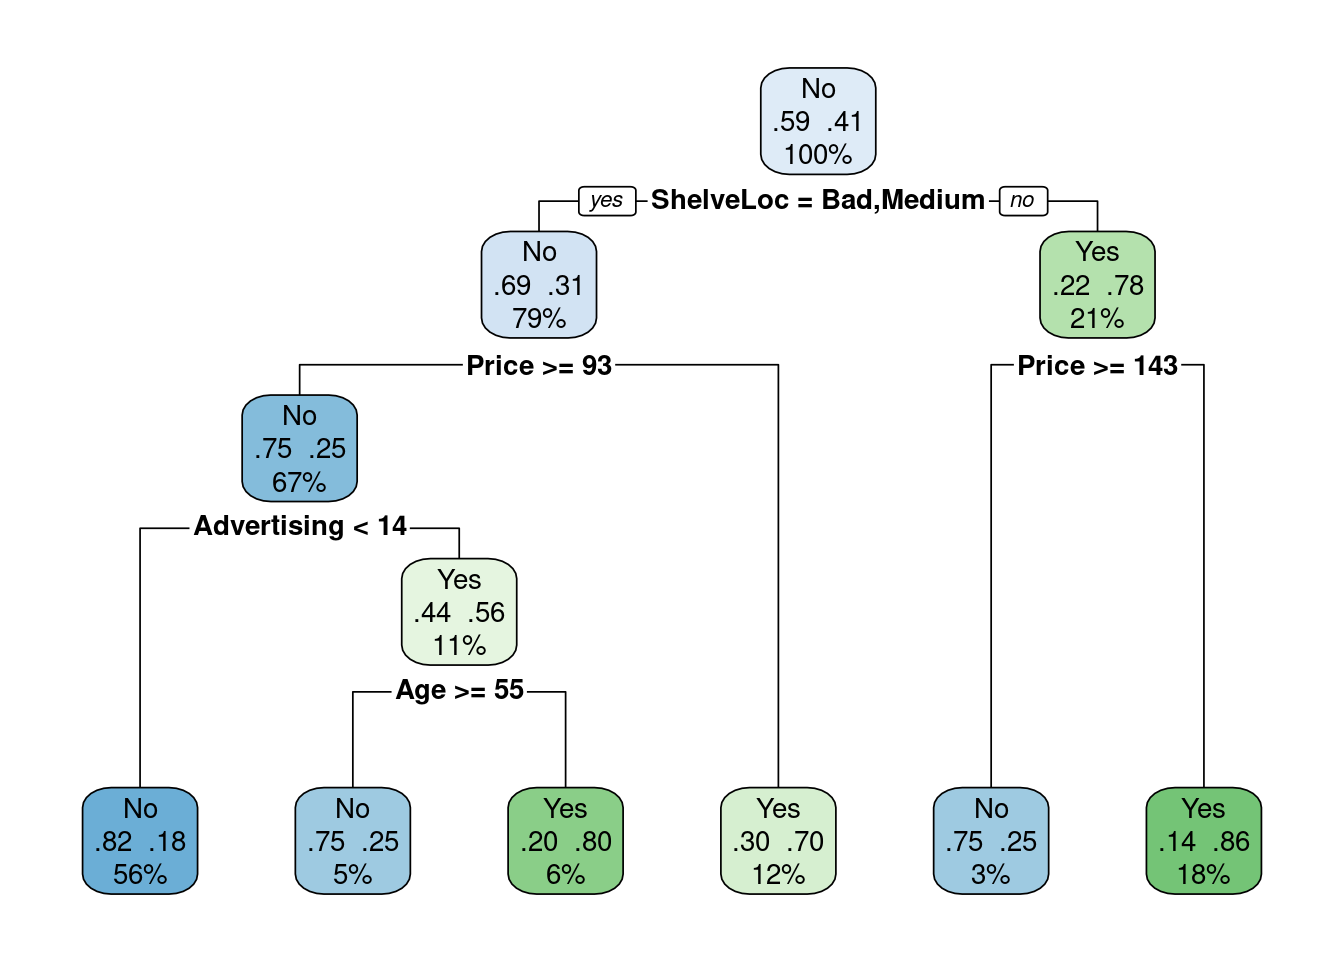 No
.59 .41
100%
yes ShelveLoc = Bad,Medium no
No
.69 .31
79%
Yes
.22 .78
21%
Price >= 93
Price >= 143
No
.75 .25
67%
Advertising < 14
Yes
.44 .56
11%
Age >= 55
No
.82 .18
56%
No
.75 .25
5%
Yes
.20 .80
6%
Yes
.30 .70
12%
No
.75 .25
3%
Yes
.14 .86
18%